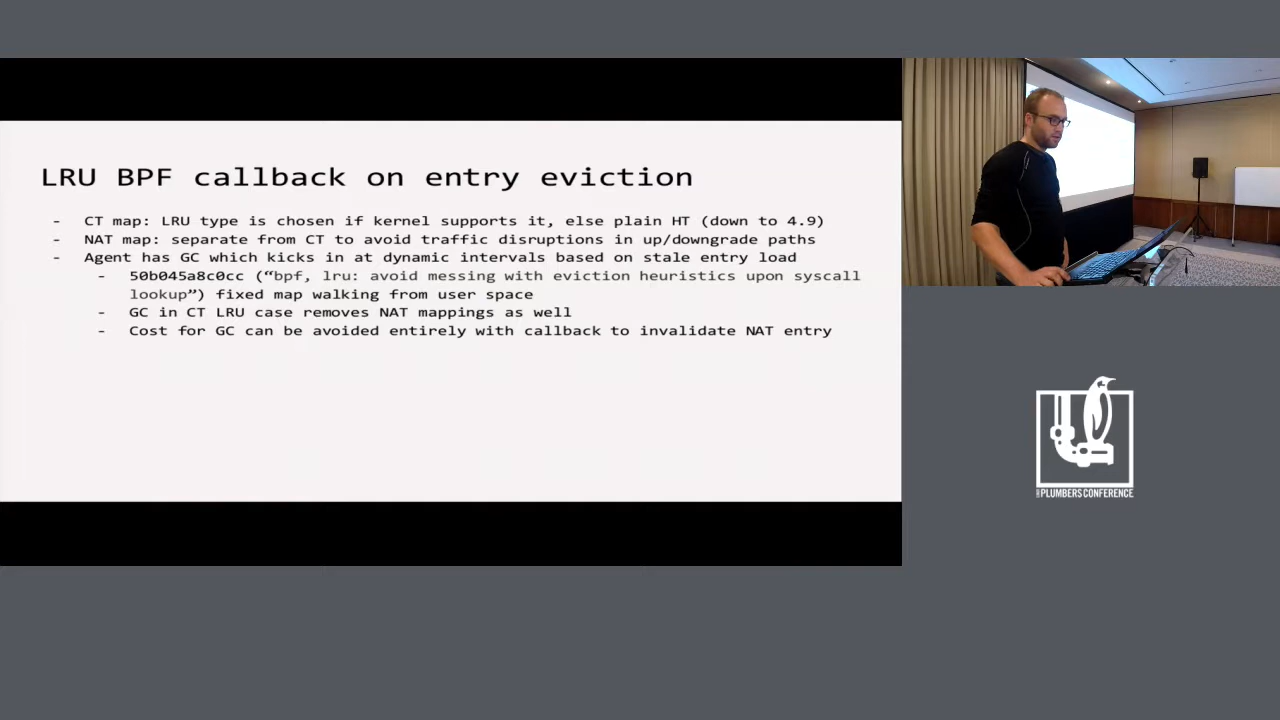 LRU BPF callback on entry eviction
- CT map: LRU type is chosen if kernel supports it, else plain HT (down to 4.9)
- NAT map: separate from CT to avoid traffic disruptions in up/downgrade paths
- Agent has GC which kicks in at dynamic intervals based on stale entry load
- 50b045a8c0cc (“bpf, lru: avoid messing with eviction heuristics upon syscall
lookup”) fixed map walking from user space
- GC in CT LRU case removes NAT mappings as well
- Cost for GC can be avoided entirely with callback to invalidate NAT entry
PLUMBERS CONFERENCE